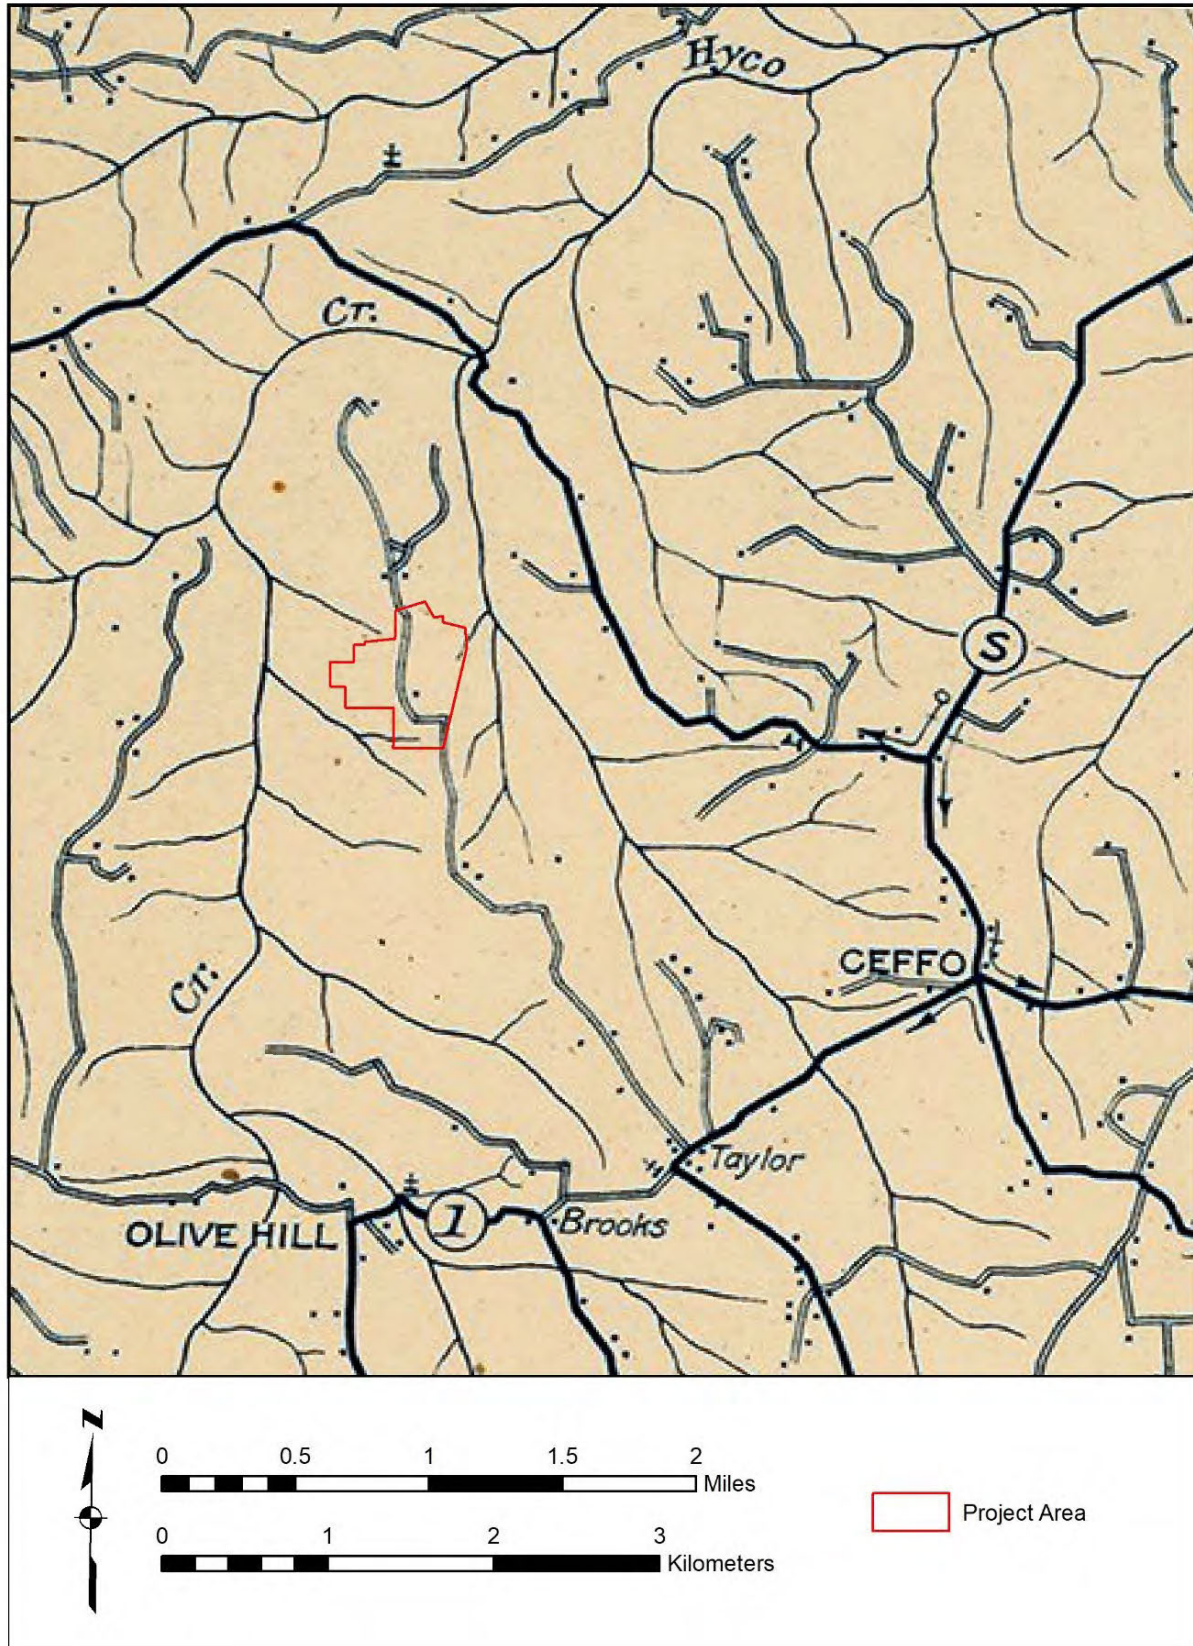 Hyco
Cr.
S
CEFFO
Cr.
Taylor
OLIVE HILL
1
Brooks
N
0 0.5 1 1.5 2
Miles
0 1 2 3
Kilometers
Project Area